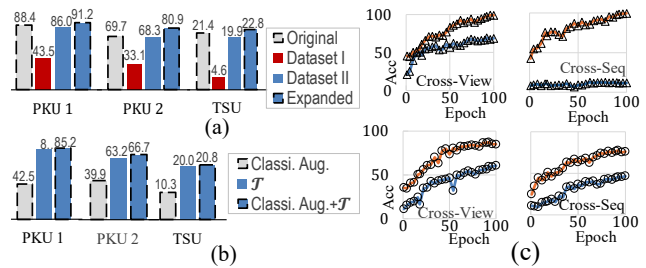 88.4 43.5 86.0 91.2
69.7 33.1 68.3 80.9
21.4 4.6 19.9 22.8
PKU 1 PKU 2 TSU
Original
Dataset I
Dataset II
Expanded
(a)
42.5 8. 85.2
39.9 63.2 66.7
10.3 20.0 20.8
PKU 1 PKU 2 TSU
Classi. Aug.
𝒯
Classi. Aug.+𝒯
(b)
Acc
100
50
0
0 50 100
Cross-View
Epoch
0 50 100
Cross-Seq
Epoch
Acc
100
50
0
0 50 100
Cross-View
Epoch
0 50 100
Cross-Seq
Epoch
(c)